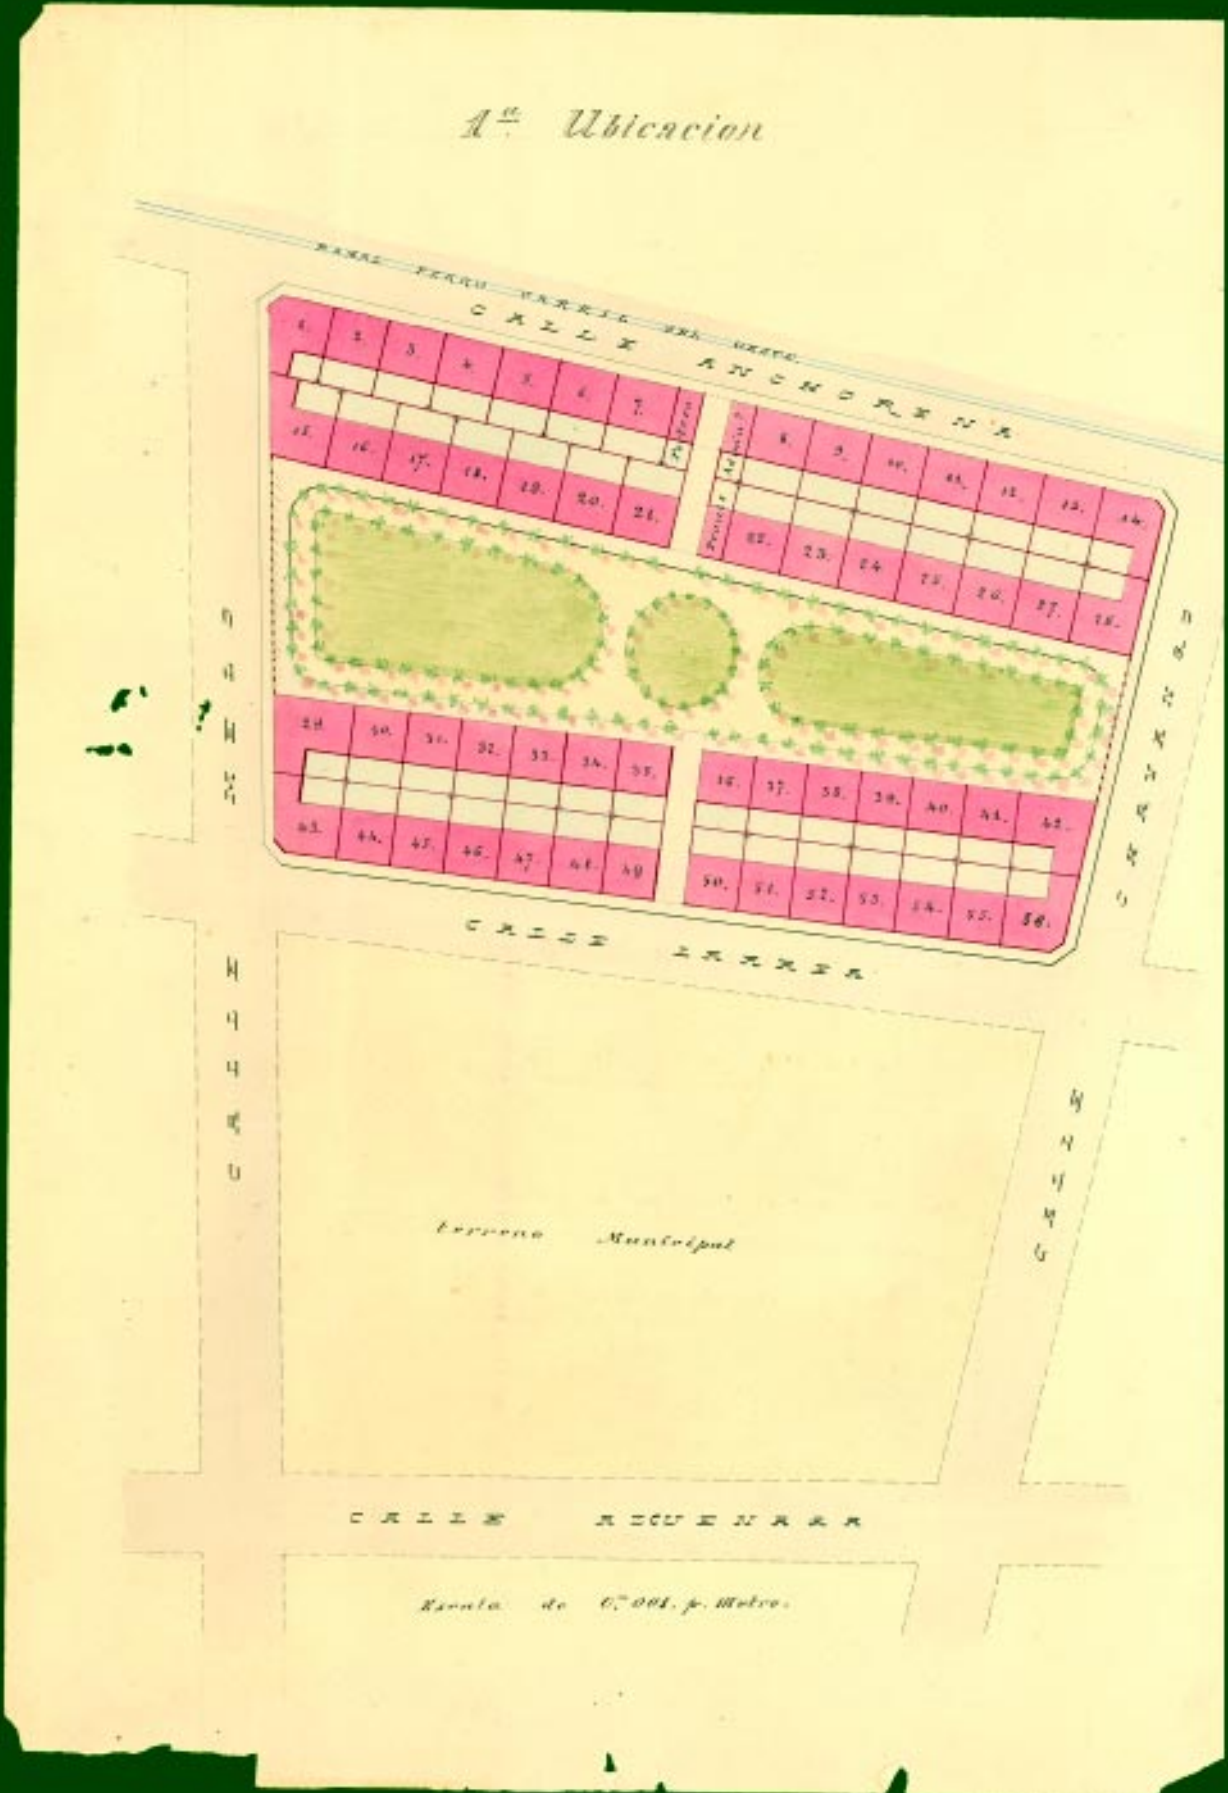 1ª Ubicacion
RAMAL FERRO CARRIL DEL OESTE.
CALLE ANCHORENA
1. 2. 3. 4. 5. 6. 7. 8. 9. 10. 11. 12. 13. 14.
15. 16. 17. 18. 19. 20. 21. 22. 23. 24 25. 26. 27. 28.
29. 30. 31. 32. 33. 34. 35. 36. 37. 38. 39. 40. 41. 42.
43. 44. 45. 46. 47. 48. 49 50. 51. 52. 53. 54. 55. 56.
CALLE LARREA
CALLE
CALLE
terreno Municipal
CALLE AZCUENAGA
Escala de 0,m 001. p. Metro.